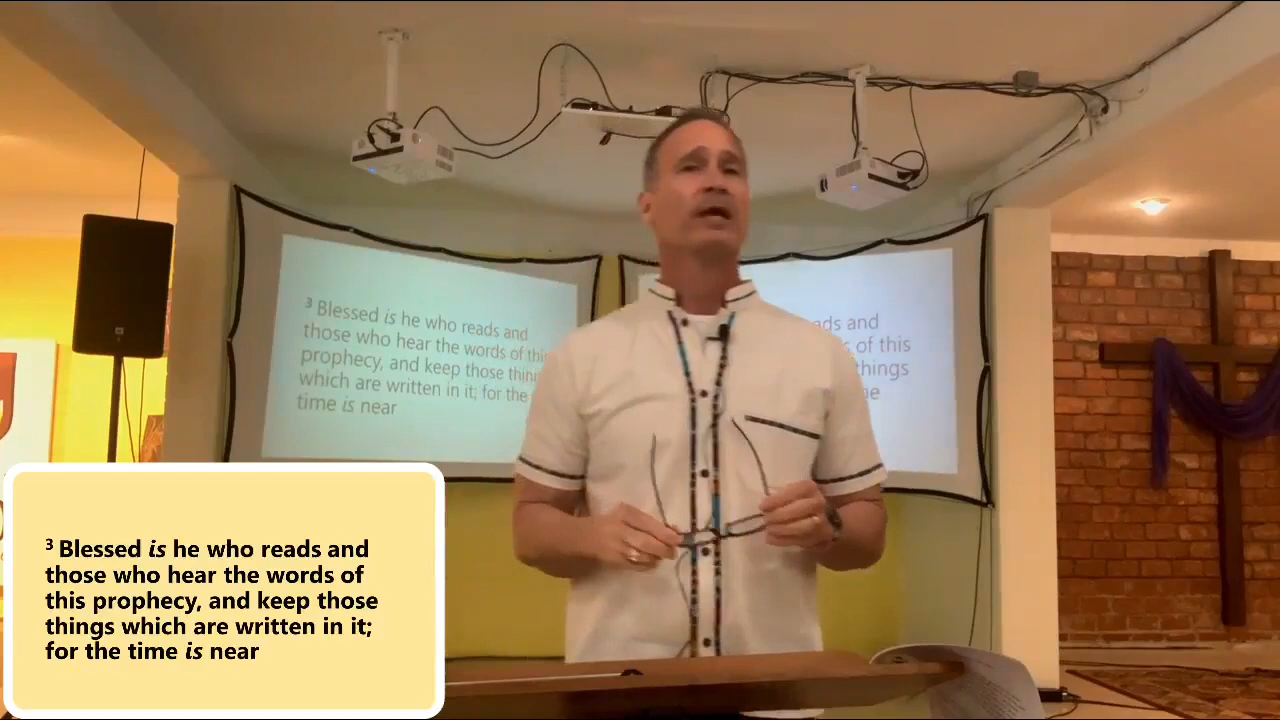 ³ Blessed is he who reads and
those who hear the words of this
prophecy, and keep those
which are written in it; for the
time is near
ads and
of this
things
³ Blessed is he who reads and
those who hear the words of
this prophecy, and keep those
things which are written in it;
for the time is near